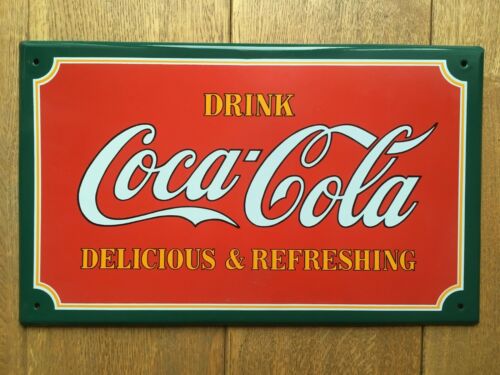 DRINK
Coca-Cola
DELICIOUS & REFRESHING